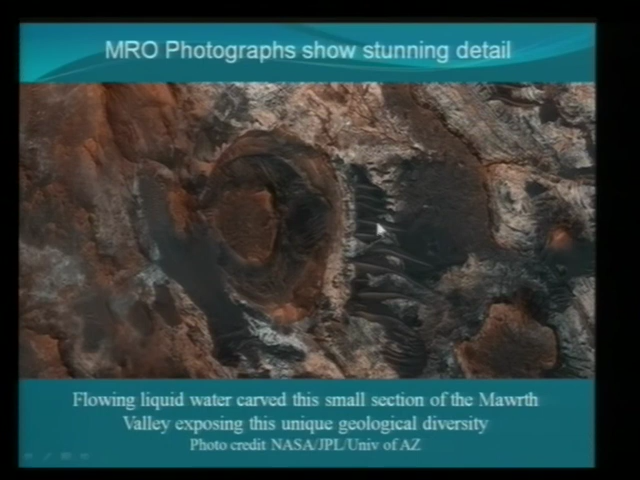 MRO Photographs show stunning detail
Flowing liquid water carved this small section of the Mawrth
Valley exposing this unique geological diversity
Photo credit NASA/JPL/Univ of AZ